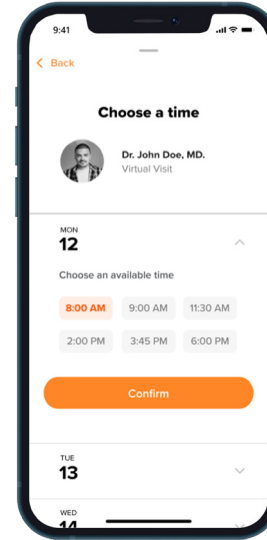 9:41
Back
Choose a time
Dr. John Doe, MD.
Virtual Visit
MON
12
Choose an available time
8:00 AM 9:00 AM 11:30 AM
2:00 PM 3:45 PM 6:00 PM
Confirm
TUE
13
WED
14